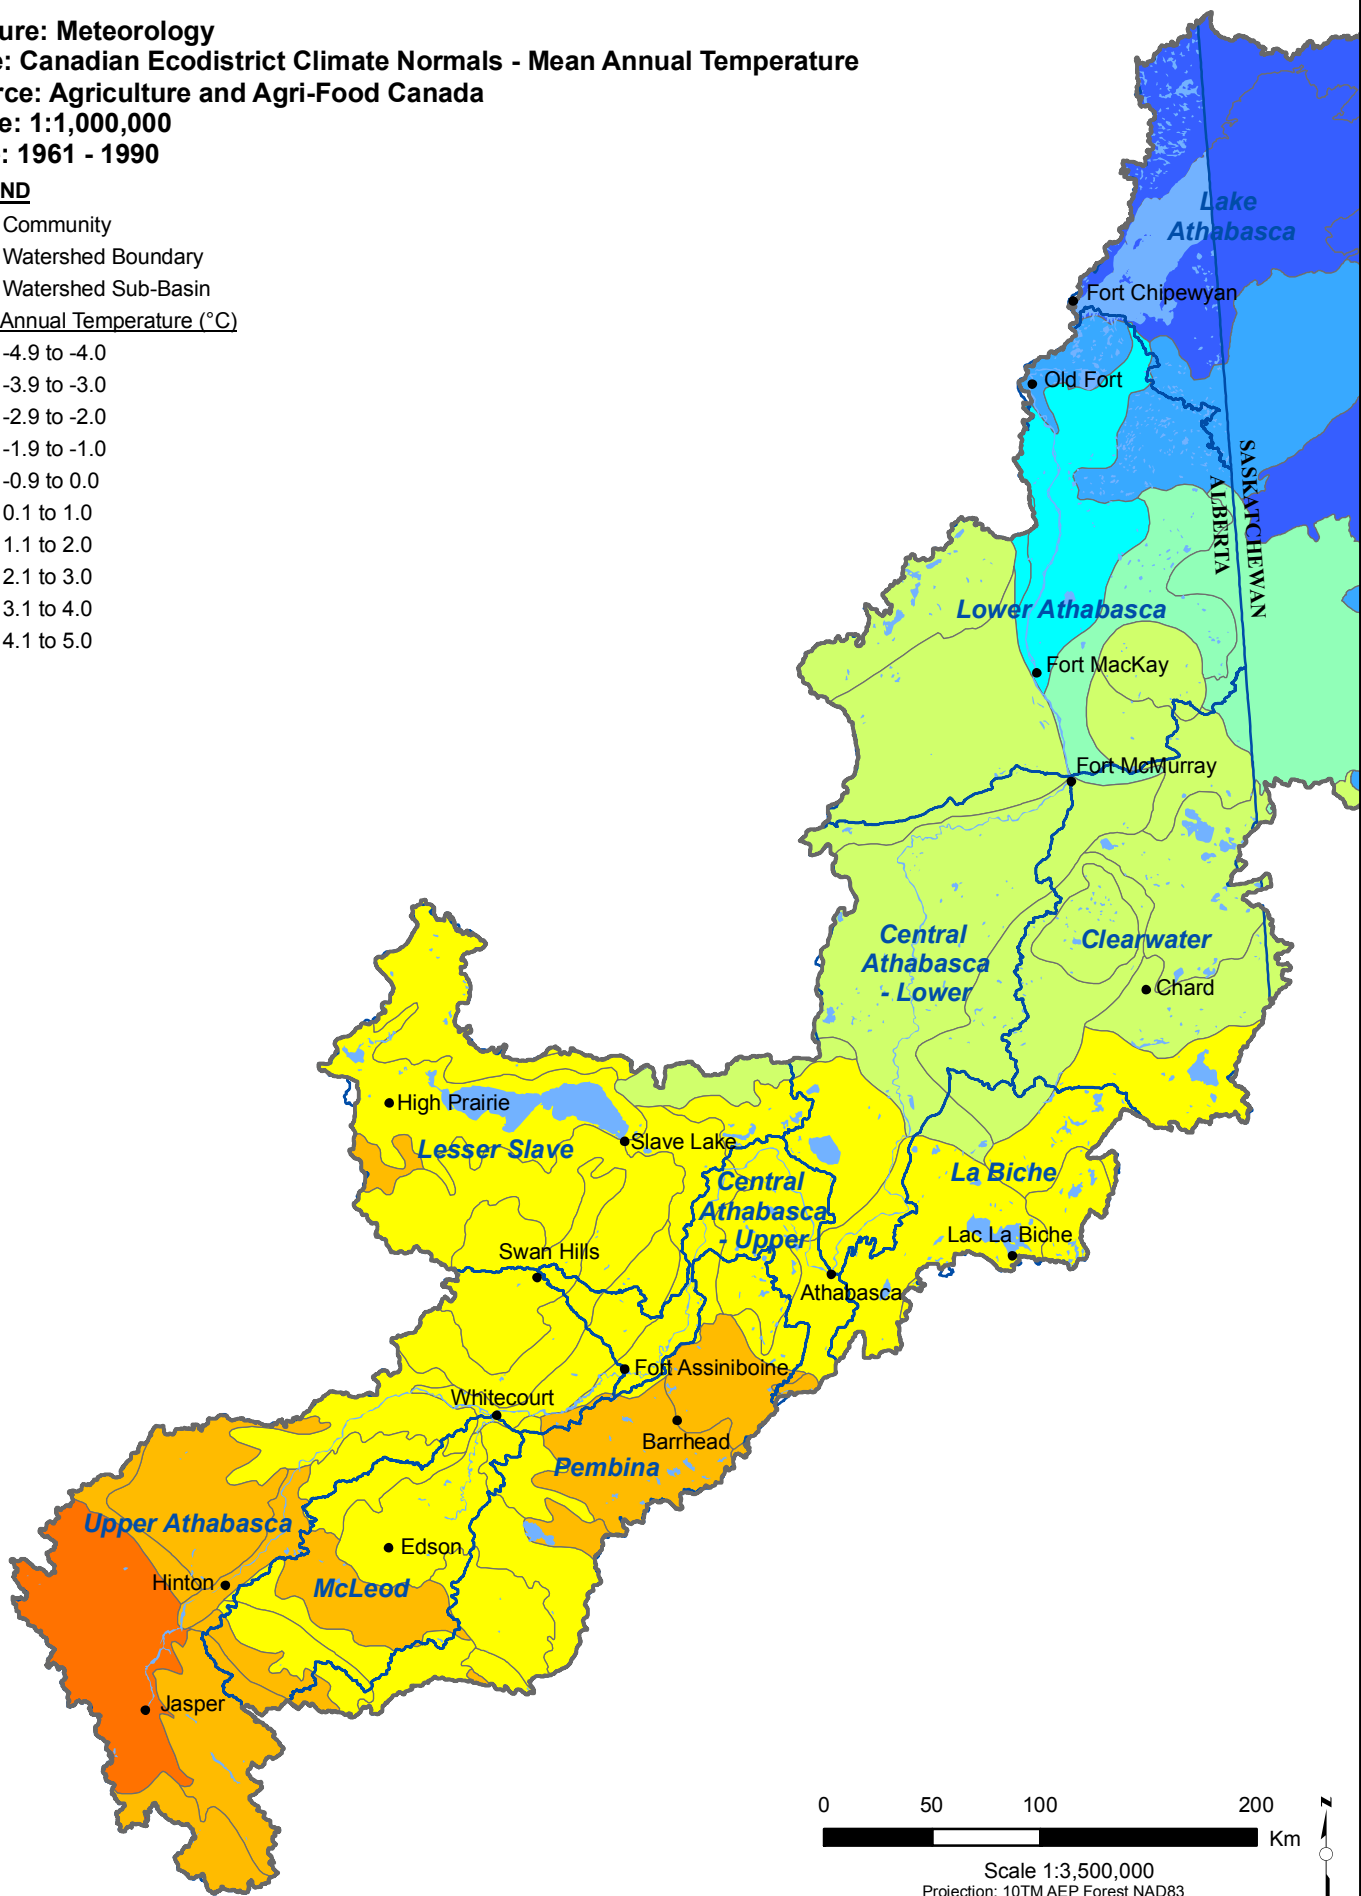 ure: Meteorology
e: Canadian Ecodistrict Climate Normals - Mean Annual Temperature
rce: Agriculture and Agri-Food Canada
e: 1:1,000,000
: 1961 - 1990
ND
Community
Watershed Boundary
Watershed Sub-Basin
Annual Temperature (°C)
-4.9 to -4.0
-3.9 to -3.0
-2.9 to -2.0
-1.9 to -1.0
-0.9 to 0.0
0.1 to 1.0
1.1 to 2.0
2.1 to 3.0
3.1 to 4.0
4.1 to 5.0
Lake
Athabasca
Fort Chipewyan
Old Fort
SASKATCHEWAN
ALBERTA
Lower Athabasca
Fort MacKay
Fort McMurray
Central
Athabasca
- Lower
Clearwater
Chard
High Prairie
Lesser Slave
Slave Lake
Central
Athabasca
- Upper
La Biche
Lac La Biche
Swan Hills
Athabasca
Fort Assiniboine
Whitecourt
Barrhead
Pembina
Upper Athabasca
Edson
Hinton
McLeod
Jasper
0 50 100 200
Km
Scale 1:3,500,000
Projection: 10TM AEP Forest NAD83
N